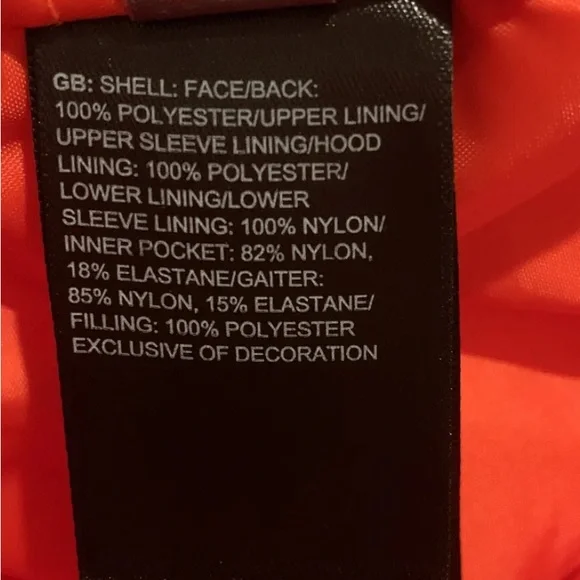 GB: SHELL: FACE/BACK:
100% POLYESTER/UPPER LINING/
UPPER SLEEVE LINING/HOOD
LINING: 100% POLYESTER/
LOWER LINING/LOWER
SLEEVE LINING: 100% NYLON/
INNER POCKET: 82% NYLON,
18% ELASTANE/GAITER:
85% NYLON, 15% ELASTANE/
FILLING: 100% POLYESTER
EXCLUSIVE OF DECORATION